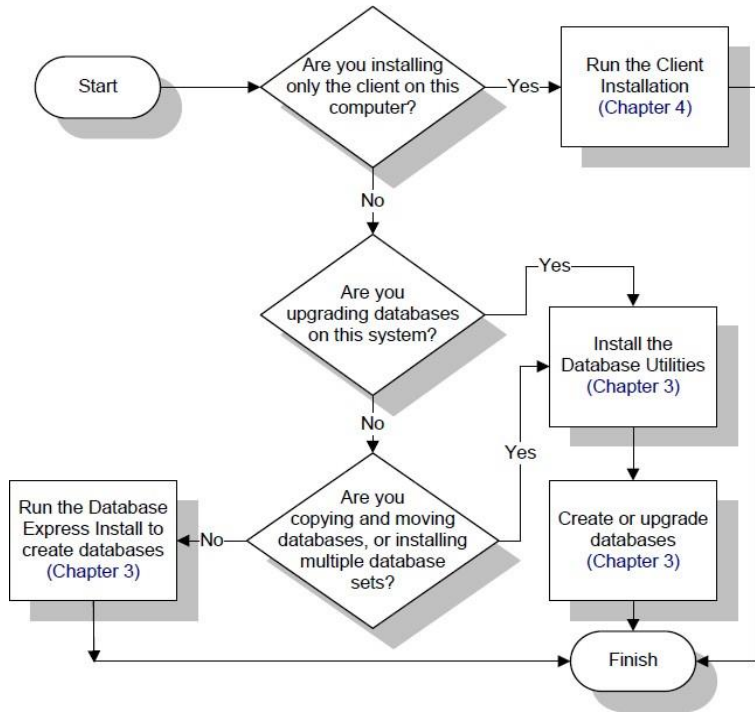 Start
Are you installing
only the client on this
computer?
Yes
Run the Client
Installation
(Chapter 4)
No
Are you
upgrading databases
on this system?
Yes
Install the
Database Utilities
(Chapter 3)
No
Yes
Are you
copying and moving
databases, or installing
multiple database
sets?
No
Run the Database
Express Install to
create databases
(Chapter 3)
Create or upgrade
databases
(Chapter 3)
Finish